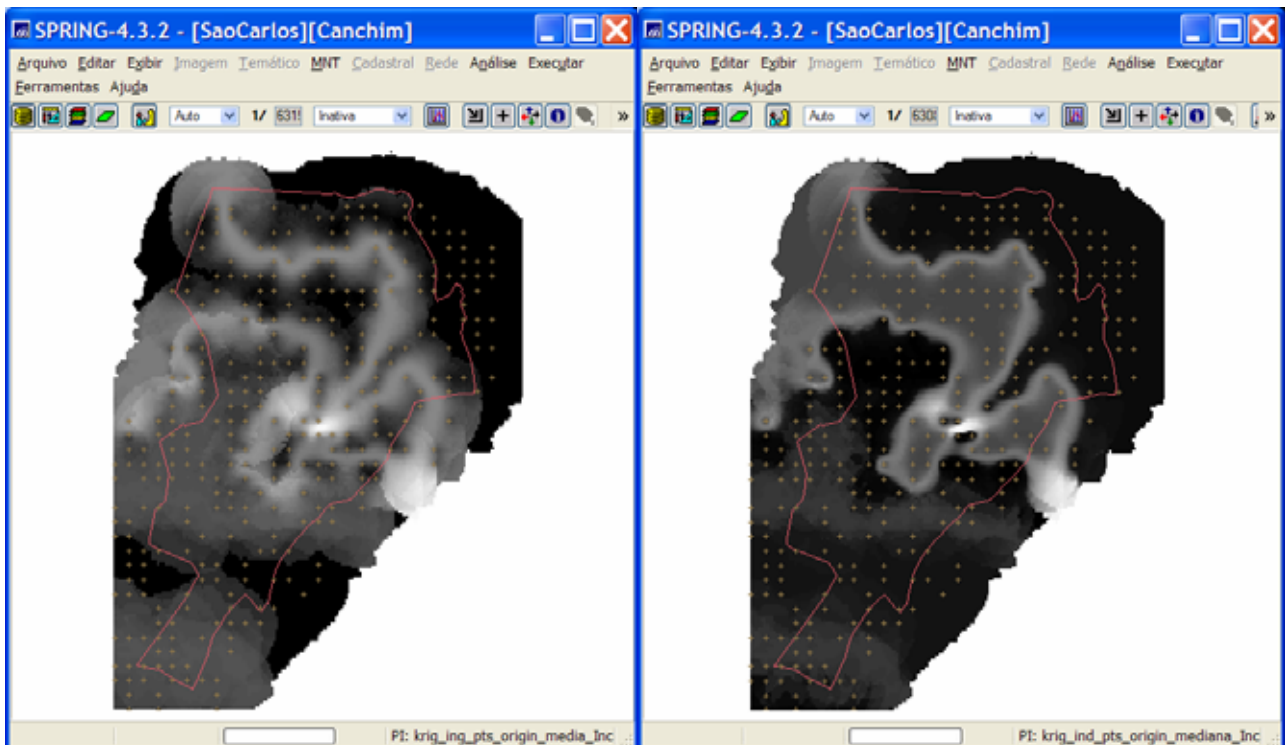 SPRING-4.3.2 - [SaoCarlos][Canchim]
Arquivo Editar Exibir Imagem Temático MNT Cadastral Rede Análise Executar
Ferramentas Ajuda
Auto 1/ 6315 Inativa »
PI: krig_ing_pts_origin_media_Inc
SPRING-4.3.2 - [SaoCarlos][Canchim]
Arquivo Editar Exibir Imagem Temático MNT Cadastral Rede Análise Executar
Ferramentas Ajuda
Auto 1/ Inativa »
PI: krig_ind_pts_origin_mediana_Inc